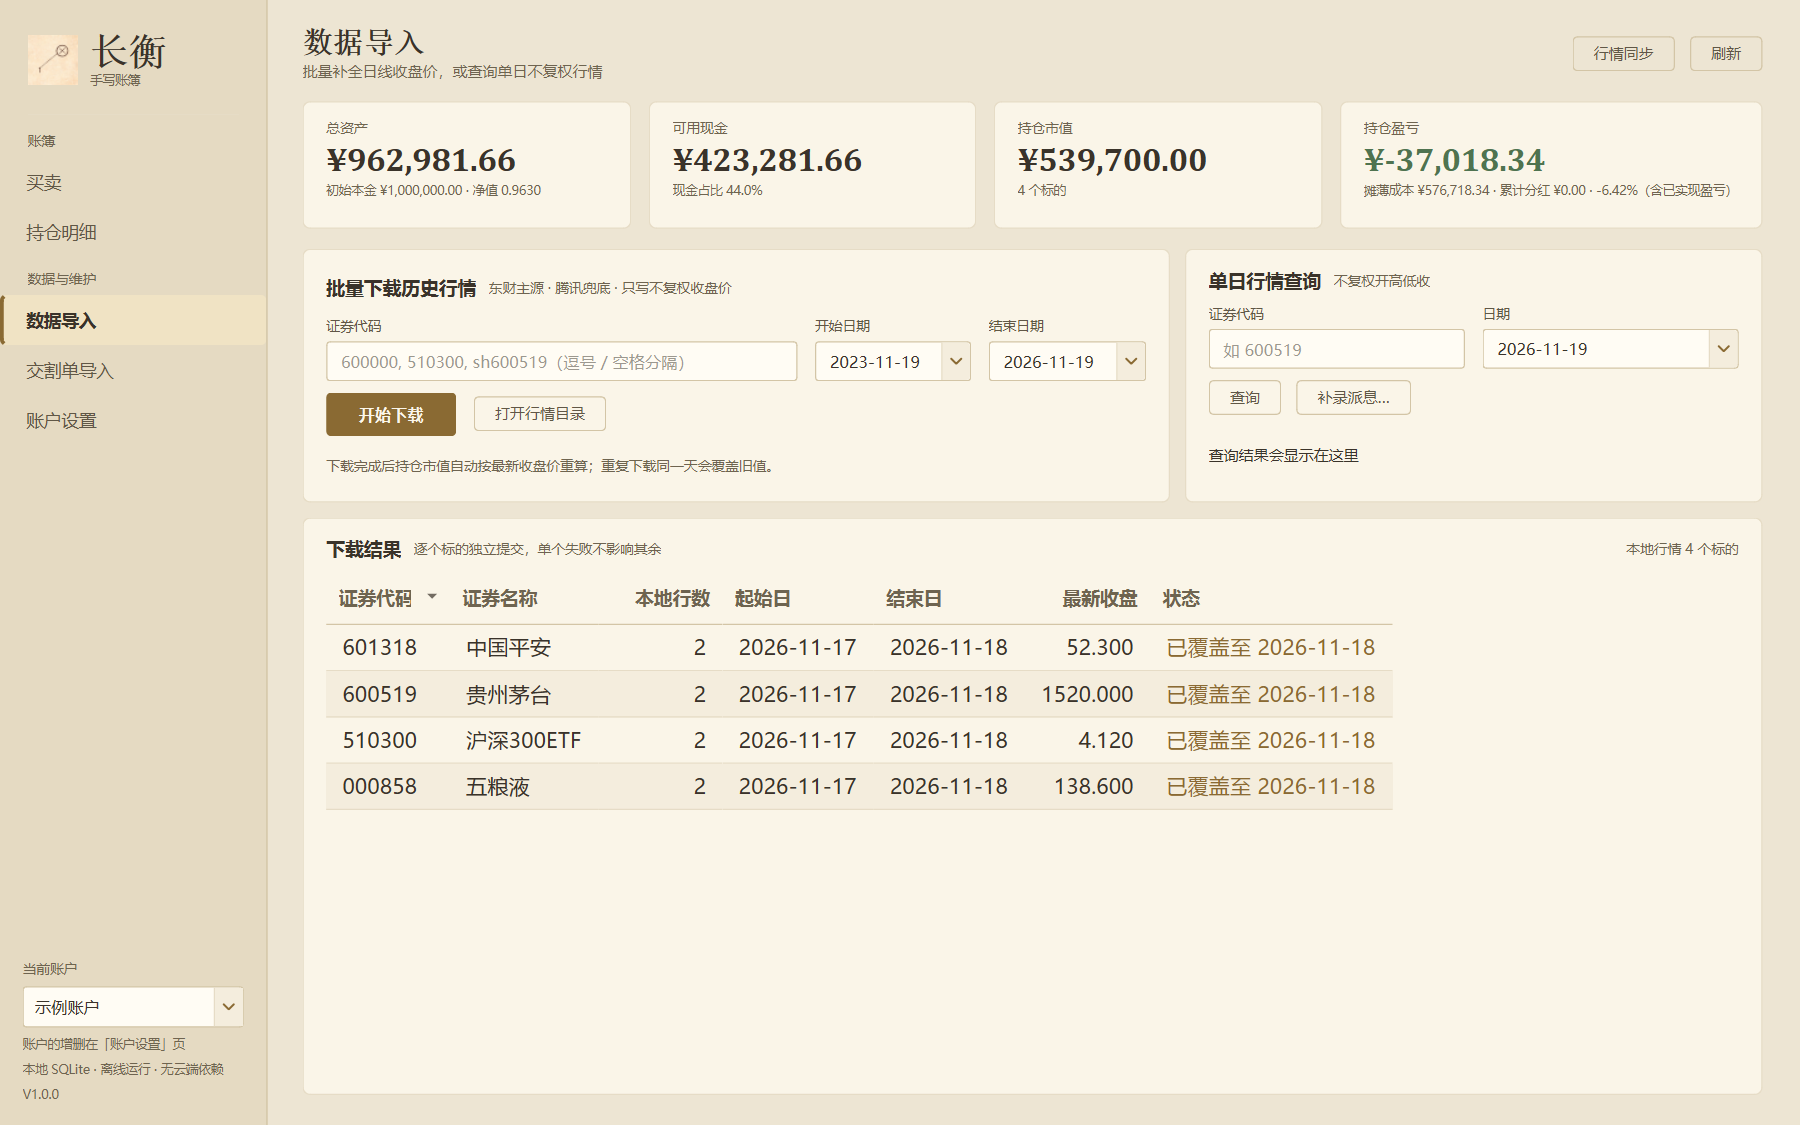 长衡
手写账簿
账簿
买卖
持仓明细
数据与维护
数据导入
交割单导入
账户设置
当前账户
示例账户
账户的增删在「账户设置」页
本地 SQLite · 离线运行 · 无云端依赖
V1.0.0
数据导入
批量补全日线收盘价，或查询单日不复权行情
行情同步
刷新
总资产
¥962,981.66
初始本金 ¥1,000,000.00 · 净值 0.9630
可用现金
¥423,281.66
现金占比 44.0%
持仓市值
¥539,700.00
4 个标的
持仓盈亏
¥-37,018.34
摊薄成本 ¥576,718.34 · 累计分红 ¥0.00 · -6.42%（含已实现盈亏）
批量下载历史行情 东财主源 · 腾讯兜底 · 只写不复权收盘价
证券代码 开始日期 结束日期
600000, 510300, sh600519（逗号 / 空格分隔） 2023-11-19 2026-11-19
开始下载 打开行情目录
下载完成后持仓市值自动按最新收盘价重算；重复下载同一天会覆盖旧值。
单日行情查询 不复权开高低收
证券代码 日期
如 600519 2026-11-19
查询 补录派息...
查询结果会显示在这里
下载结果 逐个标的独立提交，单个失败不影响其余 本地行情 4 个标的
证券代码 证券名称 本地行数 起始日 结束日 最新收盘 状态
601318 中国平安 2 2026-11-17 2026-11-18 52.300 已覆盖至 2026-11-18
600519 贵州茅台 2 2026-11-17 2026-11-18 1520.000 已覆盖至 2026-11-18
510300 沪深300ETF 2 2026-11-17 2026-11-18 4.120 已覆盖至 2026-11-18
000858 五粮液 2 2026-11-17 2026-11-18 138.600 已覆盖至 2026-11-18